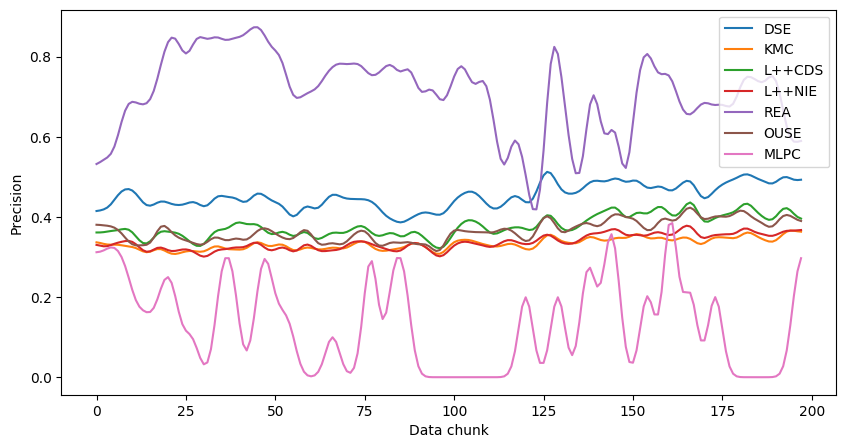 DSE
KMC
L++CDS
L++NIE
REA
OUSE
MLPC
Precision
0.8
0.6
0.4
0.2
0.0
0 25 50 75 100 125 150 175 200
Data chunk